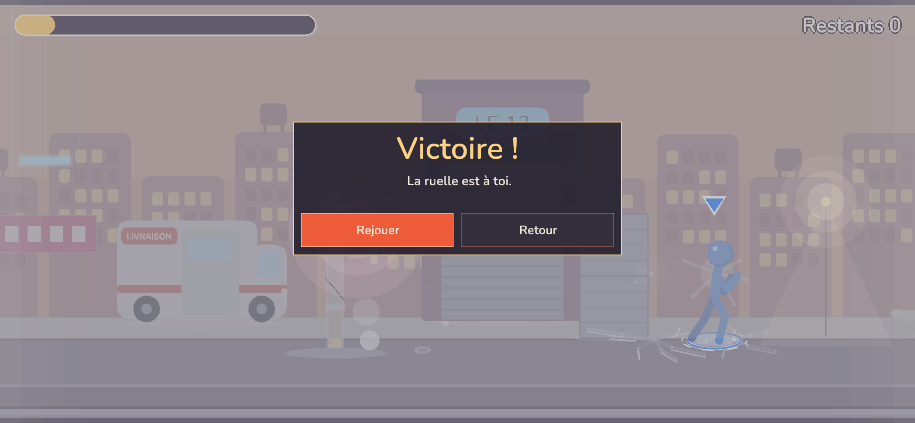 Restants 0
Victoire !
La ruelle est à toi.
Rejouer
Retour
LIVRAISON